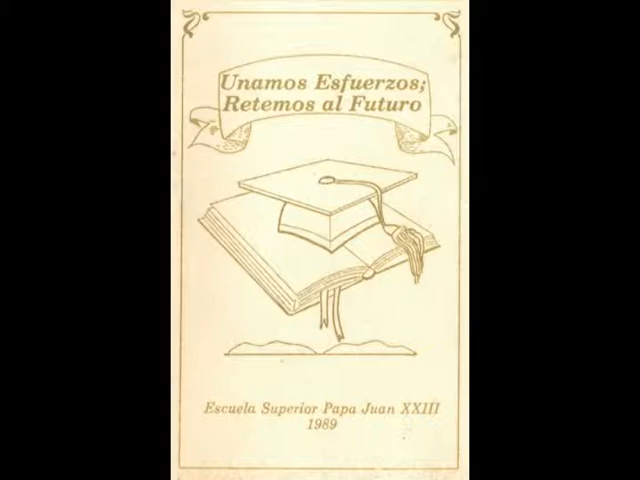 Unamos Esfuerzos;
Retemos al Futuro
Escuela Superior Papa Juan XXIII
1989